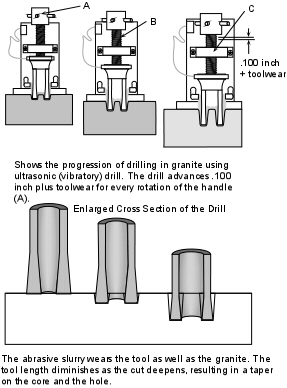 A
B
C
.100 inch
+ toolwear
Shows the progression of drilling in granite using
ultrasonic (vibratory) drill. The drill advances .100
inch plus toolwear for every rotation of the handle
(A).
Enlarged Cross Section of the Drill
The abrasive slurry wears the tool as well as the granite. The
tool length diminishes as the cut deepens, resulting in a taper
on the core and the hole.